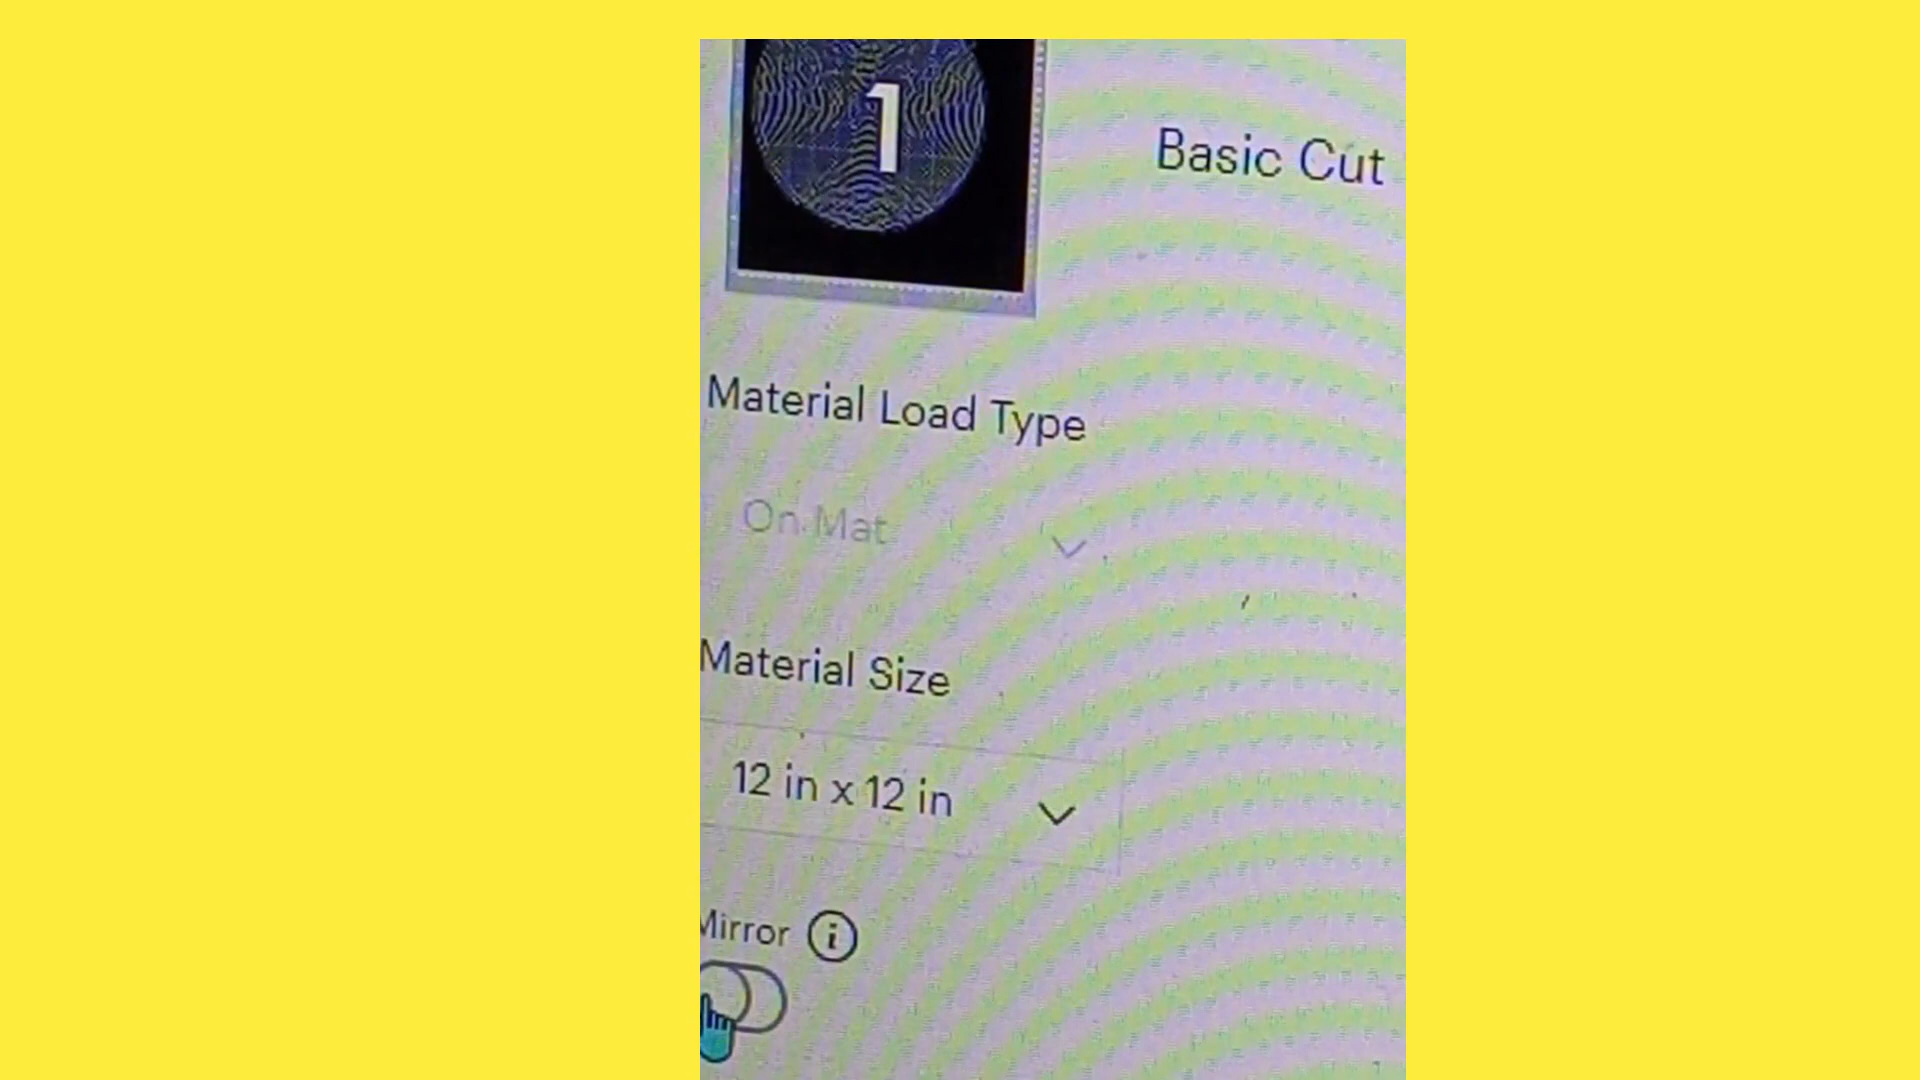 1
Basic Cut
Material Load Type
On Mat
Material Size
12 in x 12 in
Mirror